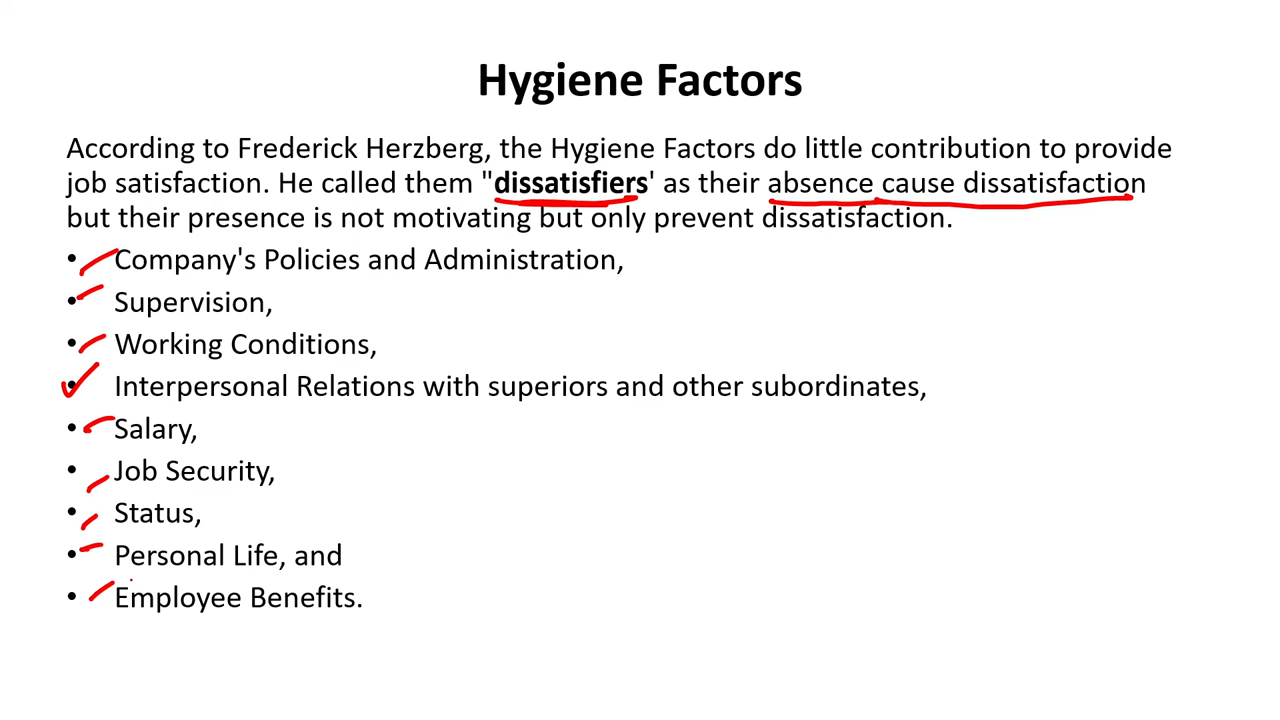 Hygiene Factors
According to Frederick Herzberg, the Hygiene Factors do little contribution to provide
job satisfaction. He called them "dissatisfiers' as their absence cause dissatisfaction
but their presence is not motivating but only prevent dissatisfaction.
• Company's Policies and Administration,
• Supervision,
• Working Conditions,
• Interpersonal Relations with superiors and other subordinates,
• Salary,
• Job Security,
• Status,
• Personal Life, and
• Employee Benefits.